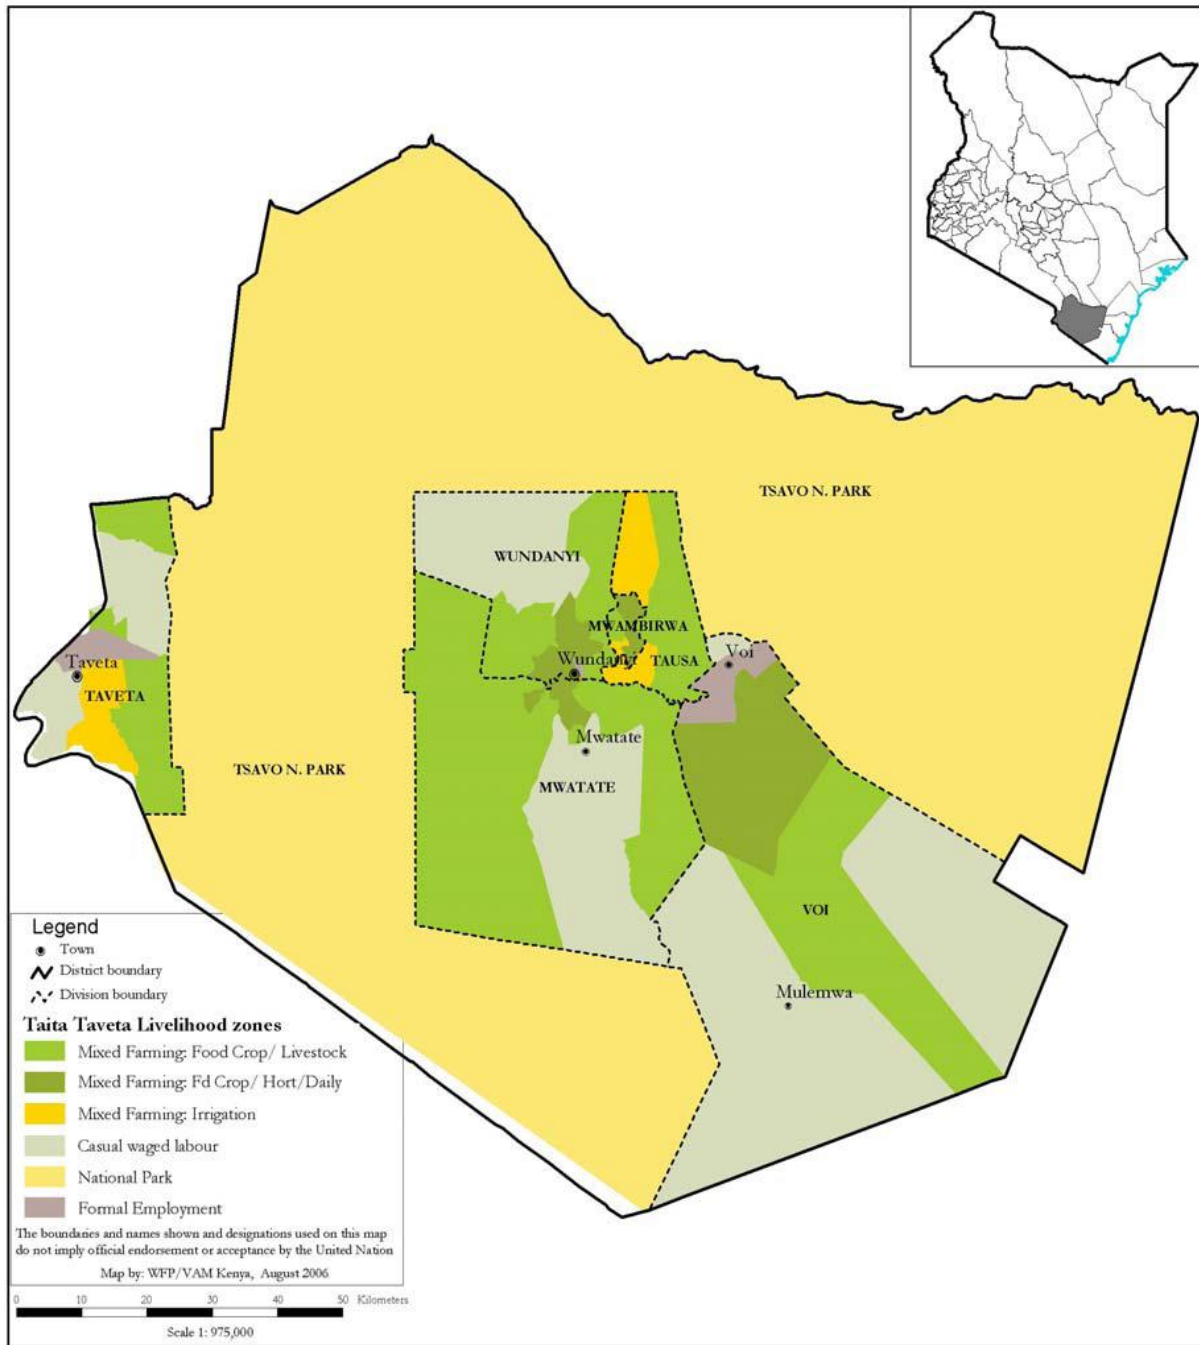 TSAVO N. PARK
WUNDANYI
MWAMBIRWA
Wundanyi
TAUSA
Voi
Taveta
TAVETA
Mwatate
TSAVO N. PARK
MWATATE
VOI
Mulemwa
Legend
Town
District boundary
Division boundary
Taita Taveta Livelihood zones
Mixed Farming: Food Crop/ Livestock
Mixed Farming: Fd Crop/ Hort/Daily
Mixed Farming: Irrigation
Casual waged labour
National Park
Formal Employment
The boundaries and names shown and designations used on this map
do not imply official endorsement or acceptance by the United Nation
Map by: WFP/VAM Kenya, August 2006
0 10 20 30 40 50 Kilometers
Scale 1: 975,000